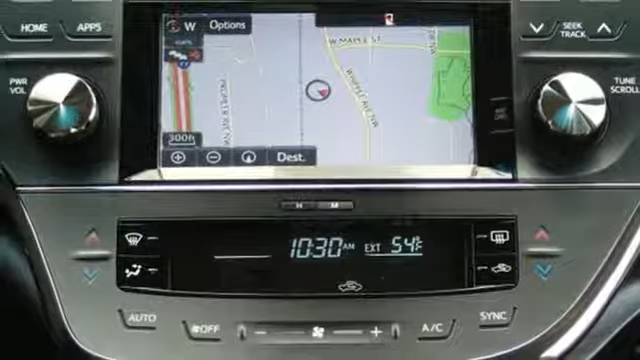 HOME APPS
SEEK
TRACK
W Options
W MAPLE ST
PWR
VOL
TUNE
SCROLL
300ft
Dest.
H M
10:30AM EXT 54°F
AUTO
OFF
- +
A/C
SYNC